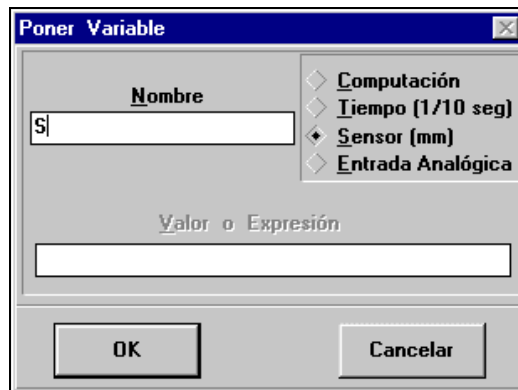 Poner Variable
Nombre
S
Computación
Tiempo (1/10 seg)
Sensor (mm)
Entrada Analógica
Valor o Expresión
OK
Cancelar